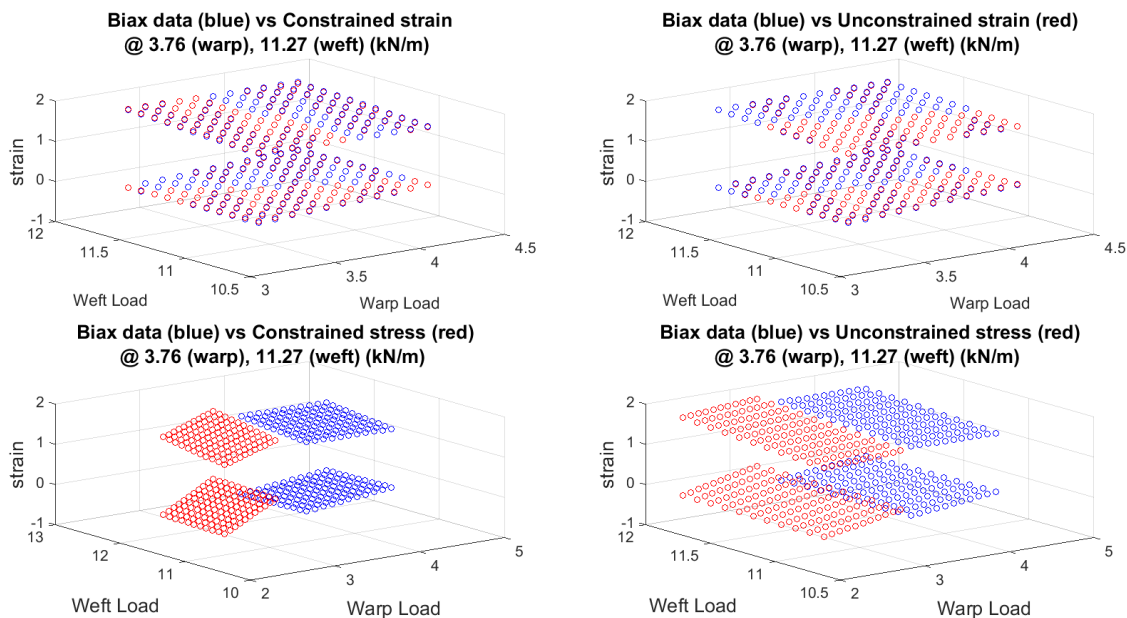 Biax data (blue) vs Constrained strain
@ 3.76 (warp), 11.27 (weft) (kN/m)
2
1
0
-1
strain
12
11.5
11
10.5
Weft Load
3
3.5
4
4.5
Warp Load
Biax data (blue) vs Unconstrained strain (red)
@ 3.76 (warp), 11.27 (weft) (kN/m)
2
1
0
-1
strain
12
11.5
11
10.5
Weft Load
3
3.5
4
4.5
Warp Load
Biax data (blue) vs Constrained stress (red)
@ 3.76 (warp), 11.27 (weft) (kN/m)
2
1
0
-1
strain
13
12
11
10
Weft Load
2
3
4
5
Warp Load
Biax data (blue) vs Unconstrained stress (red)
@ 3.76 (warp), 11.27 (weft) (kN/m)
2
1
0
-1
strain
12
11.5
11
10.5
Weft Load
2
3
4
5
Warp Load